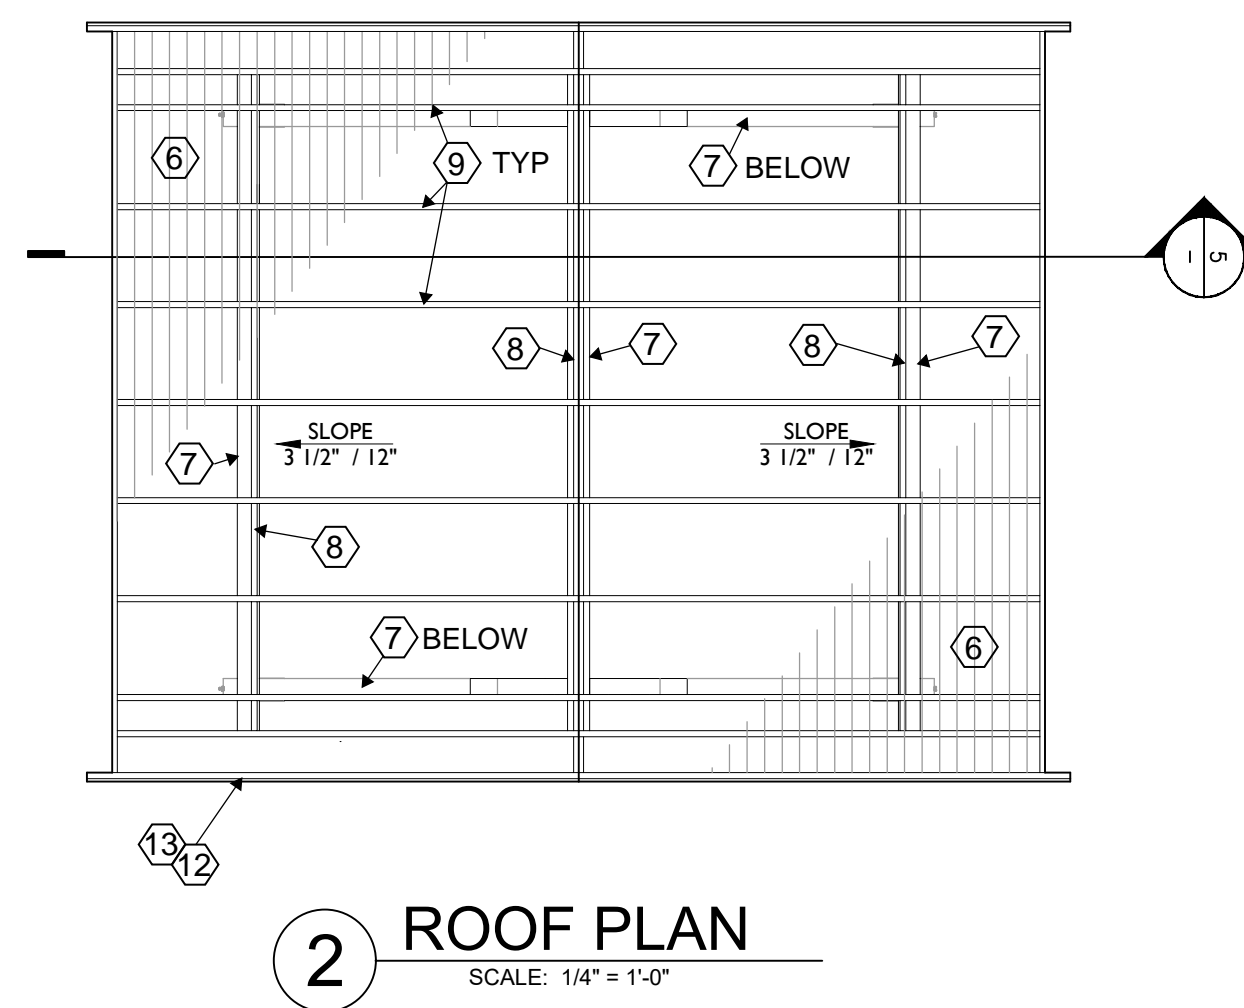 6
9 TYP
7 BELOW
5
–
8
7
8
7
SLOPE
3 1/2" / 12"
SLOPE
3 1/2" / 12"
7
8
7 BELOW
6
13
12
2
ROOF PLAN
SCALE: 1/4" = 1'-0"